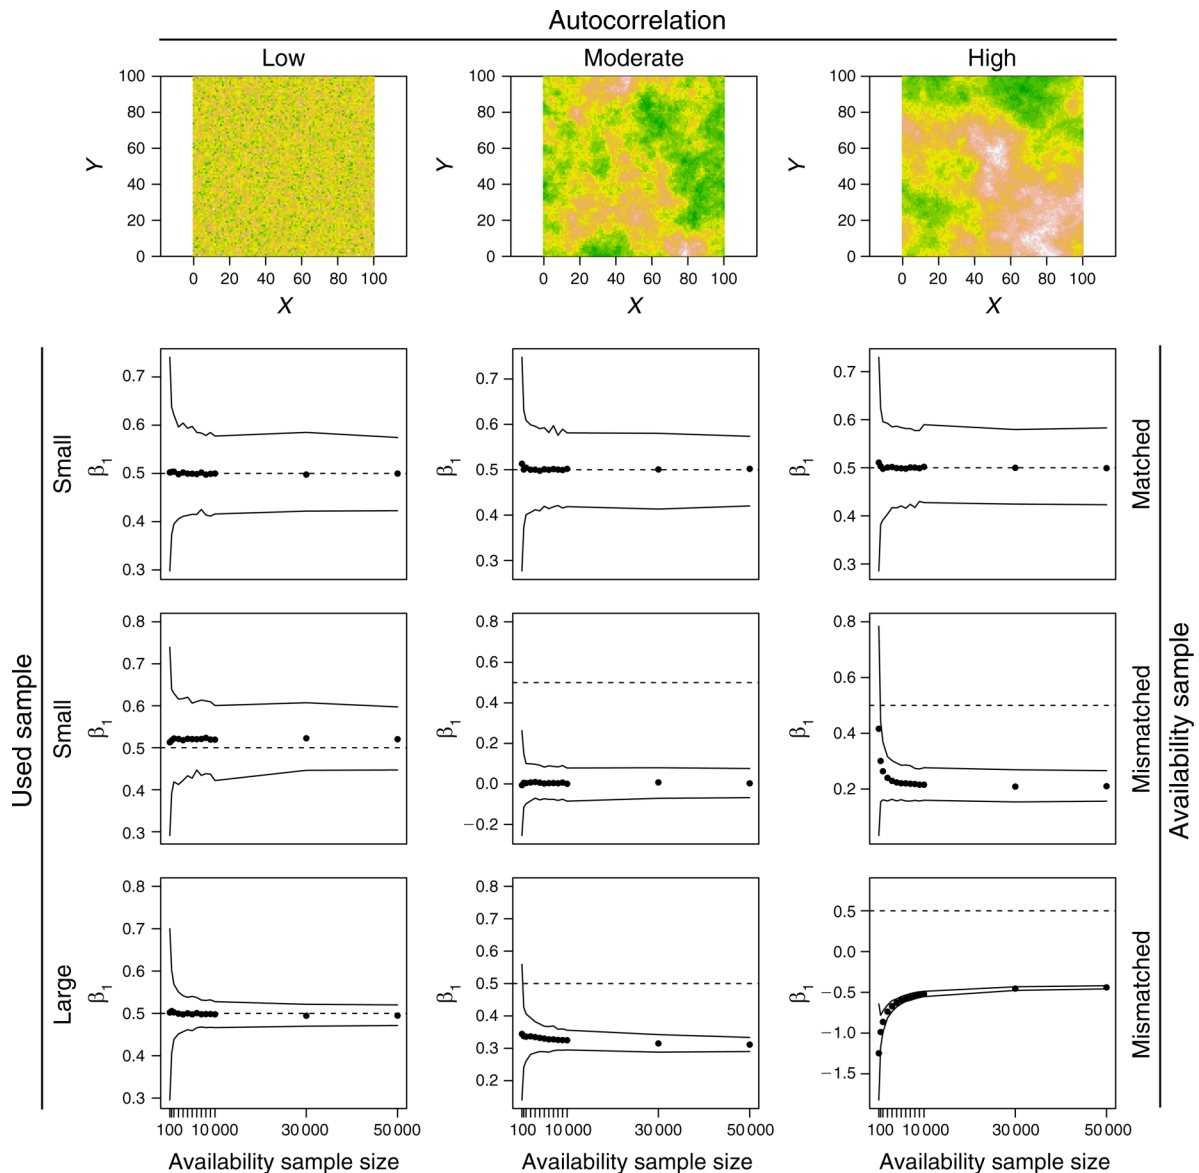 Autocorrelation
Low Moderate High
100 100 100
80 80 80
60 60 60
Y Y Y
40 40 40
20 20 20
0 0 0
0 20 40 60 80 100 0 20 40 60 80 100 0 20 40 60 80 100
X X X
Used sample
Availability sample
Small
β1 0.7 0.6 0.5 0.4 0.3
β1 0.7 0.6 0.5 0.4 0.3
β1 0.7 0.6 0.5 0.4 0.3
Matched
Small
β1 0.8 0.7 0.6 0.5 0.4 0.3
β1 0.8 0.6 0.4 0.2 0.0 −0.2
β1 0.8 0.6 0.4 0.2
Mismatched
Large
β1 0.8 0.7 0.6 0.5 0.4 0.3
β1 0.8 0.7 0.6 0.5 0.4 0.3 0.2
β1 0.5 0.0 −0.5 −1.0 −1.5
Mismatched
100 10 000 30 000 50 000 100 10 000 30 000 50 000 100 10 000 30 000 50 000
Availability sample size Availability sample size Availability sample size